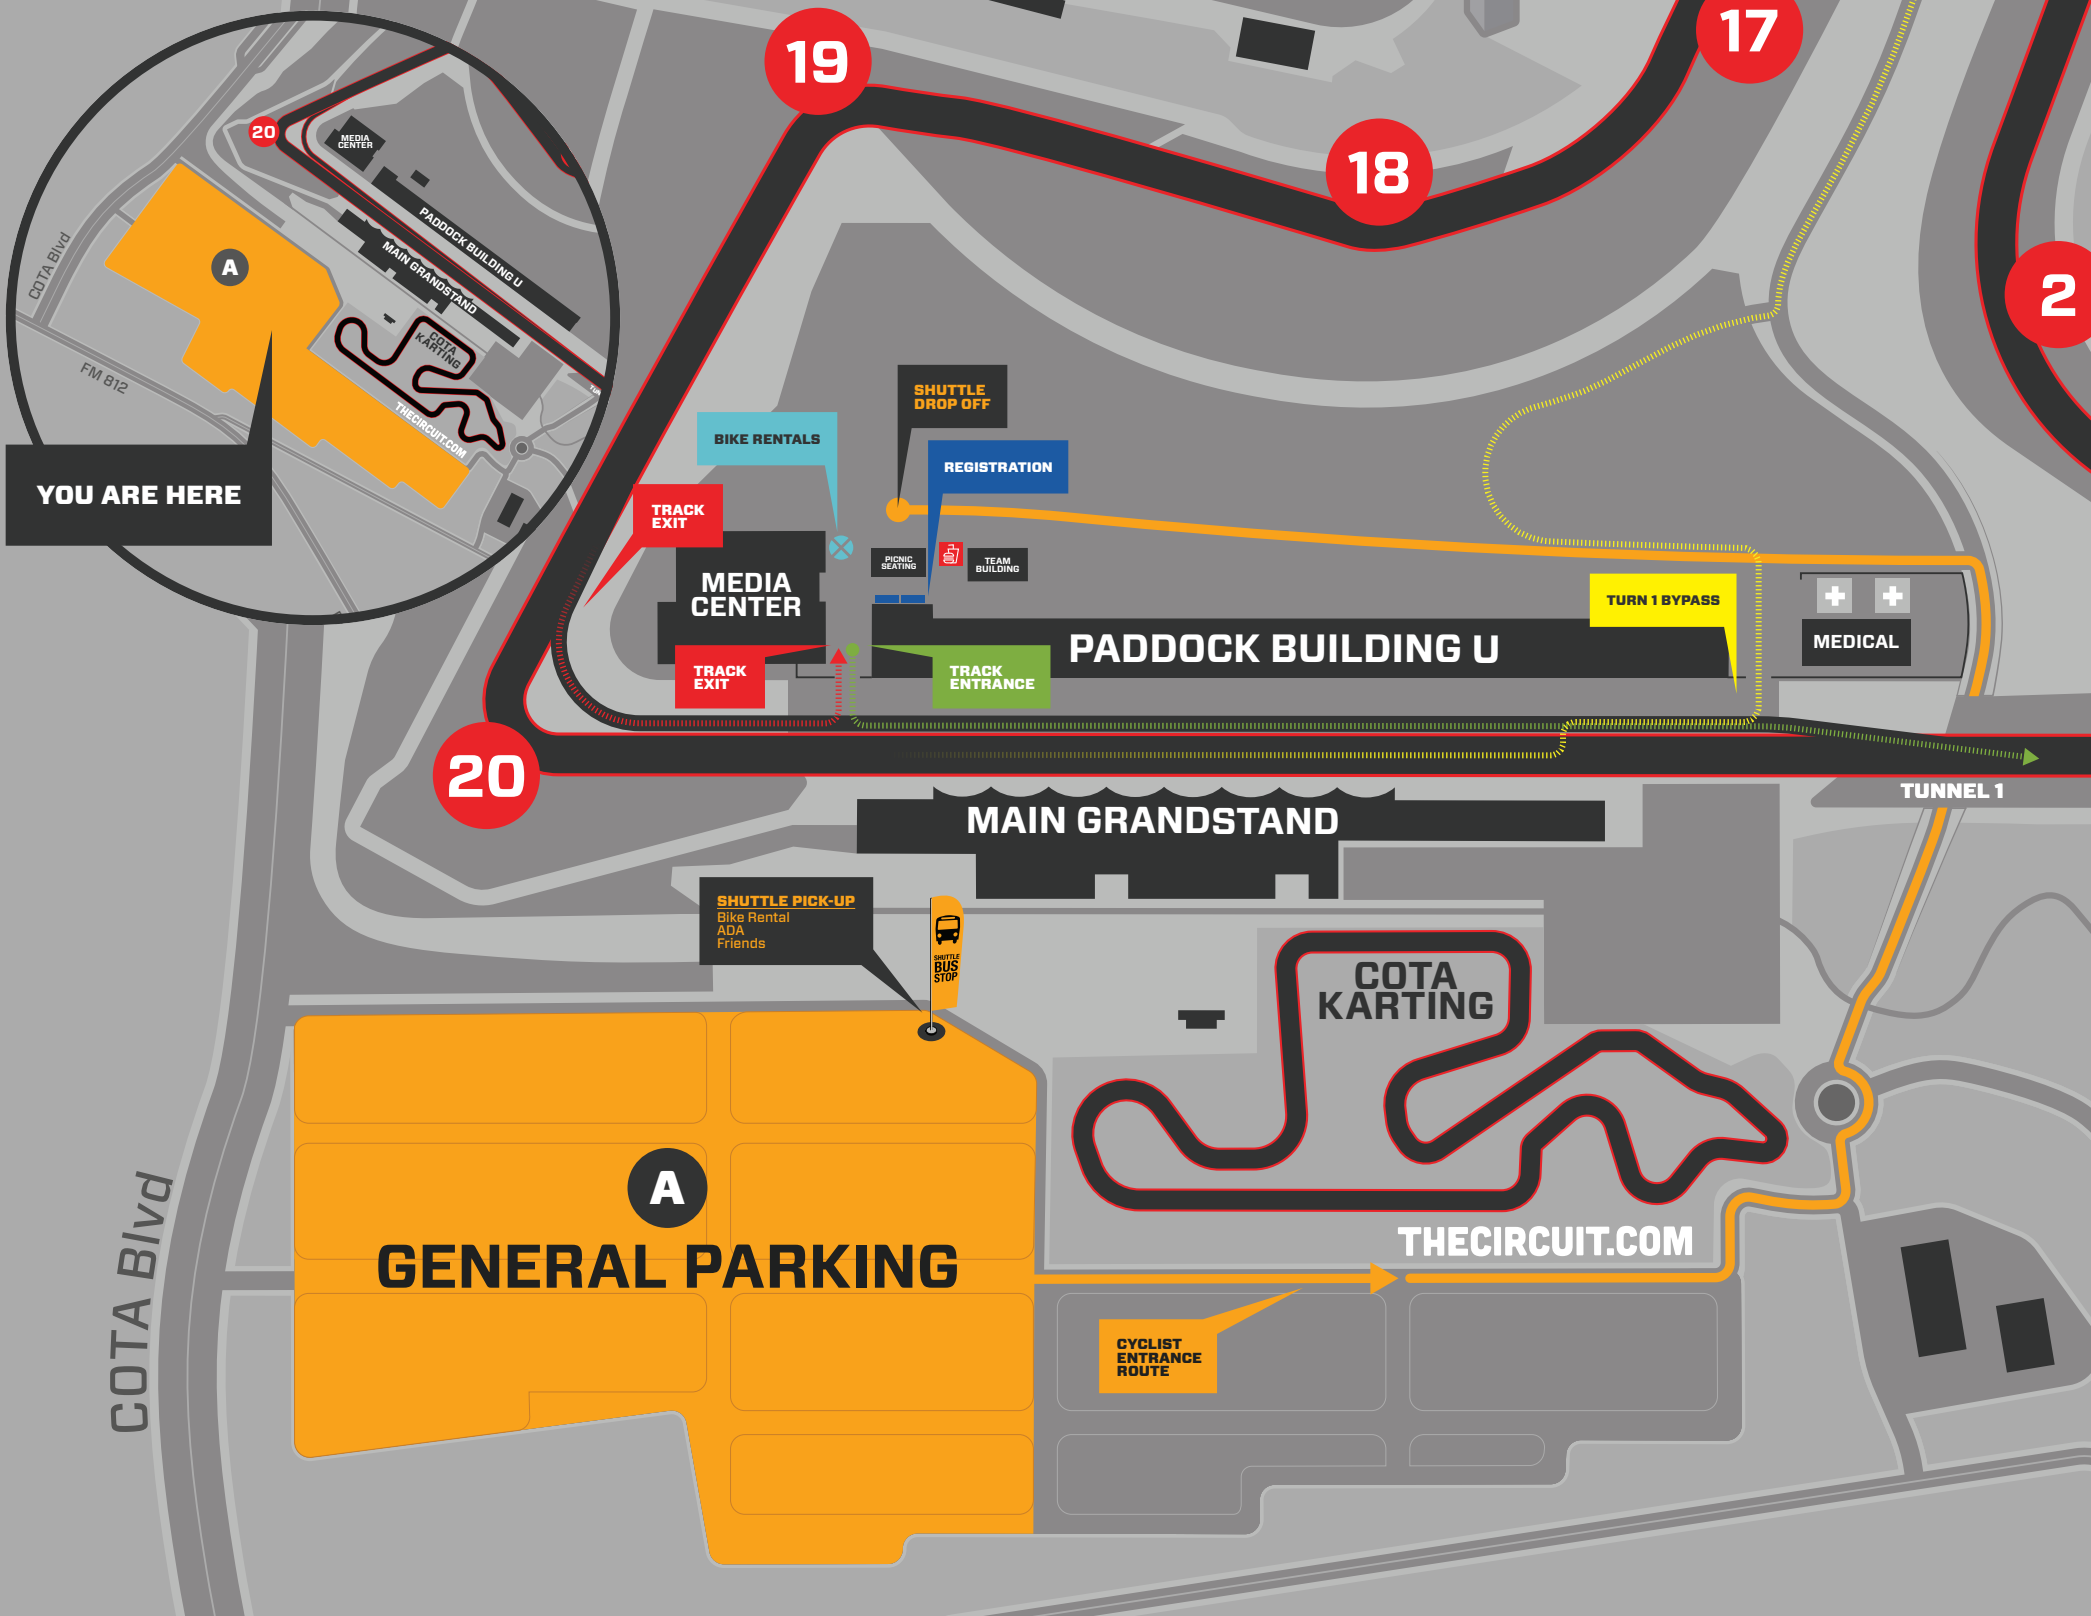 19
17
18
2
20
MEDIA
CENTER
PADDOCK BUILDING U
MAIN GRANDSTAND
A
COTA Blvd
COTA
KARTING
FM 812
THECIRCUIT.COM
YOU ARE HERE
SHUTTLE
DROP OFF
BIKE RENTALS
REGISTRATION
TRACK
EXIT
MEDIA
CENTER
PICNIC
SEATING
TEAM
BUILDING
TURN 1 BYPASS
MEDICAL
PADDOCK BUILDING U
TRACK
EXIT
TRACK
ENTRANCE
20
TUNNEL 1
MAIN GRANDSTAND
SHUTTLE PICK-UP
Bike Rental
ADA
Friends
SHUTTLE
BUS
STOP
COTA
KARTING
A
GENERAL PARKING
COTA Blvd
THECIRCUIT.COM
CYCLIST
ENTRANCE
ROUTE